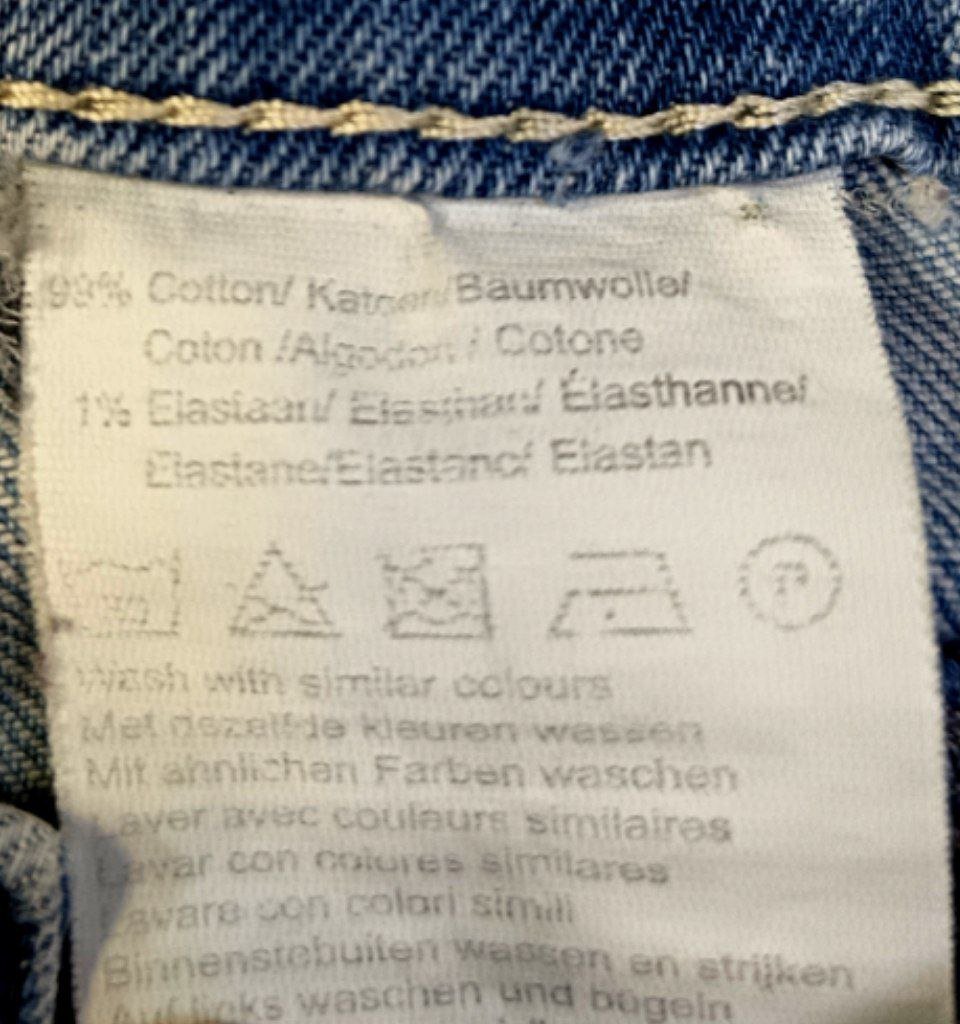 99% Cotton/ Katoen/Baumwolle/
Coton /Algodon / Cotone
1% Elastaan/ Elasthan/ Élasthanne/
Elastane/Elastano/ Elastan
P
Wash with similar colours
Met dezelfde kleuren wassen
Mit ähnlichen Farben waschen
Laver avec couleurs similaires
Lavar con colores similares
Lavare con colori simili
Binnenstebuiten wassen en strijken
Auf links waschen und bügeln